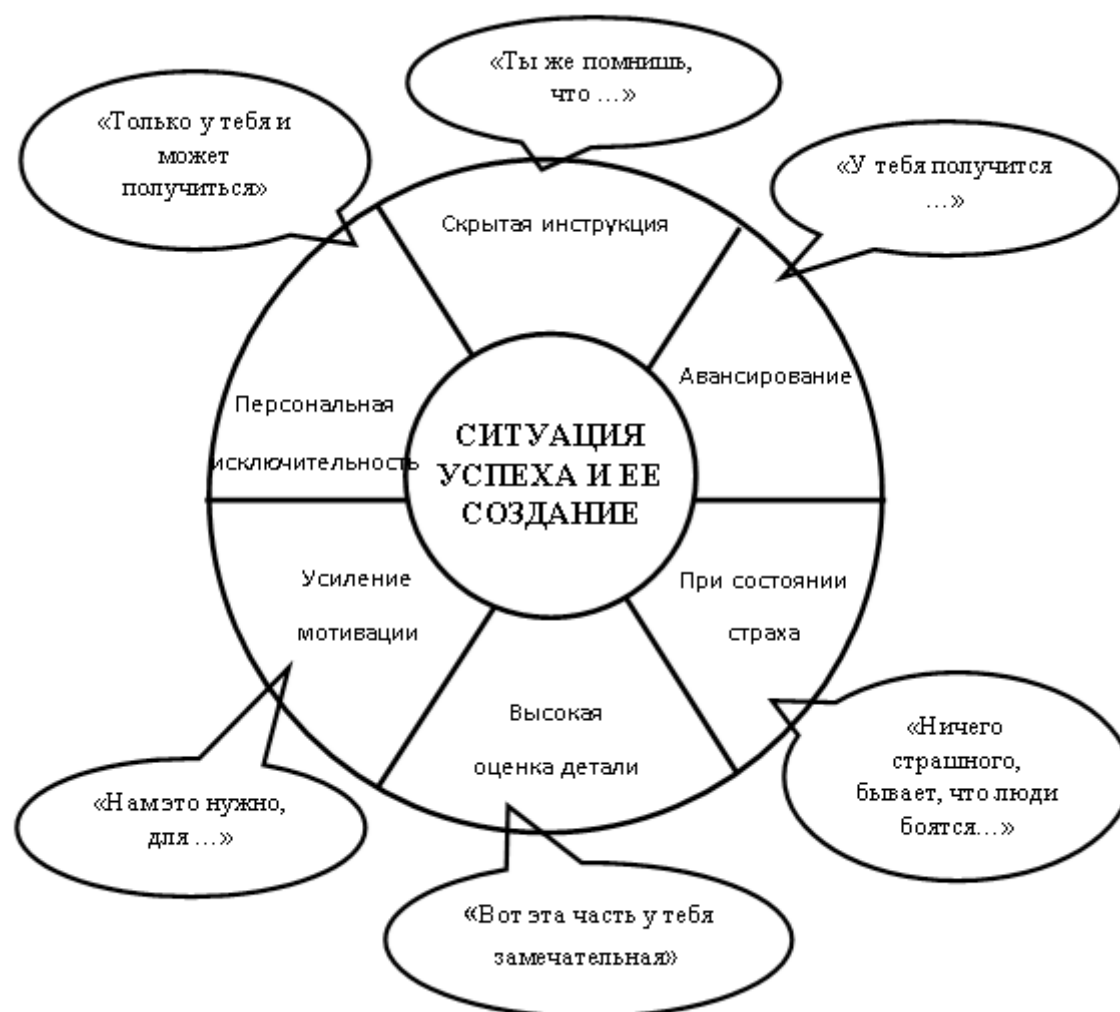 «Ты же помнишь,
что ...»
«Только у тебя и
может
получиться»
«У тебя получится
...»
Скрытая инструкция
Авансирование
Персональная
исключительность
СИТУАЦИЯ
УСПЕХА И ЕЕ
СОЗДАНИЕ
Усиление
мотивации
При состоянии
страха
Высокая
оценка детали
«Ничего
страшного,
бывает, что люди
боятся...»
«Нам это нужно,
для ...»
«Вот эта часть у тебя
замечательная»